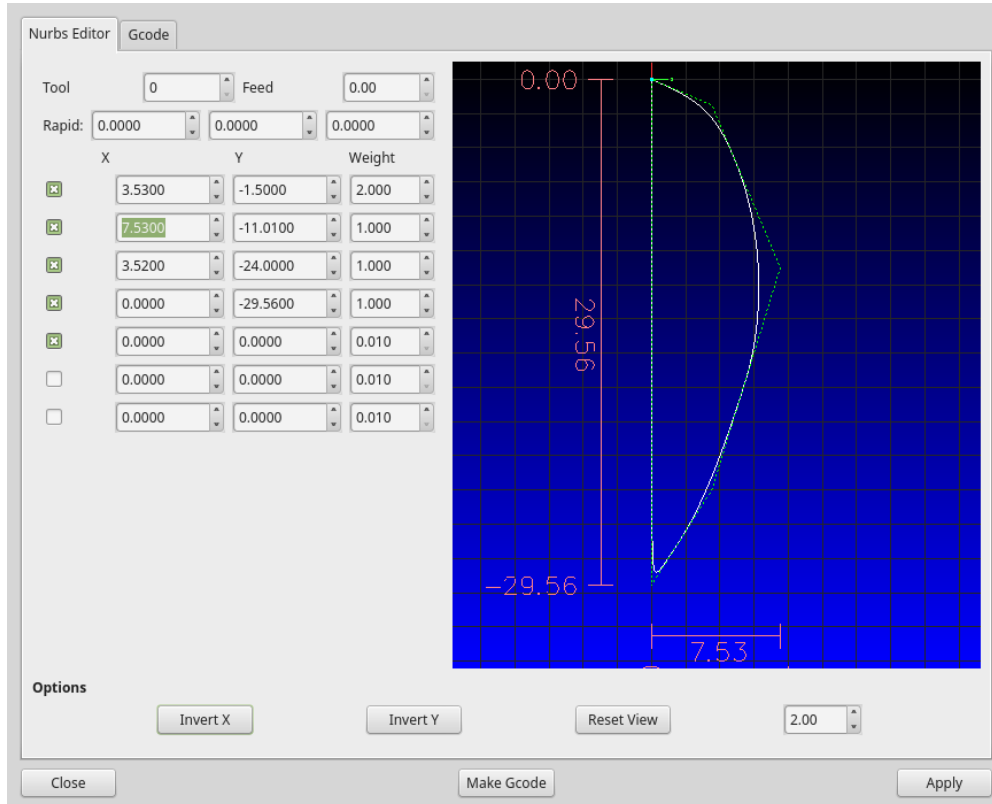 Nurbs Editor Gcode
Tool 0 Feed 0.00
Rapid: 0.0000 0.0000 0.0000
X Y Weight
3.5300 -1.5000 2.000
7.5300 -11.0100 1.000
3.5200 -24.0000 1.000
0.0000 -29.5600 1.000
0.0000 0.0000 0.010
0.0000 0.0000 0.010
0.0000 0.0000 0.010
0.00
29.56
-29.56
7.53
Options
Invert X Invert Y Reset View 2.00
Close Make Gcode Apply